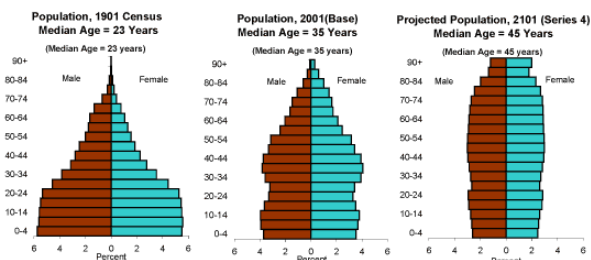 Population, 1901 Census
Median Age = 23 Years
(Median Age = 23 years)
90+
80-84
70-74
60-64
50-54
40-44
30-34
20-24
10-14
0-4
Male
Female
6 4 2 0 2 4 6
Percent
Population, 2001(Base)
Median Age = 35 Years
(Median Age = 35 years)
90+
80-84
70-74
60-64
50-54
40-44
30-34
20-24
10-14
0-4
Male
Female
6 4 2 0 2 4 6
Percent
Projected Population, 2101 (Series 4)
Median Age = 45 Years
(Median Age = 45 years)
90+
80-84
70-74
60-64
50-54
40-44
30-34
20-24
10-14
0-4
Male
Female
6 4 2 0 2 4 6
Percent